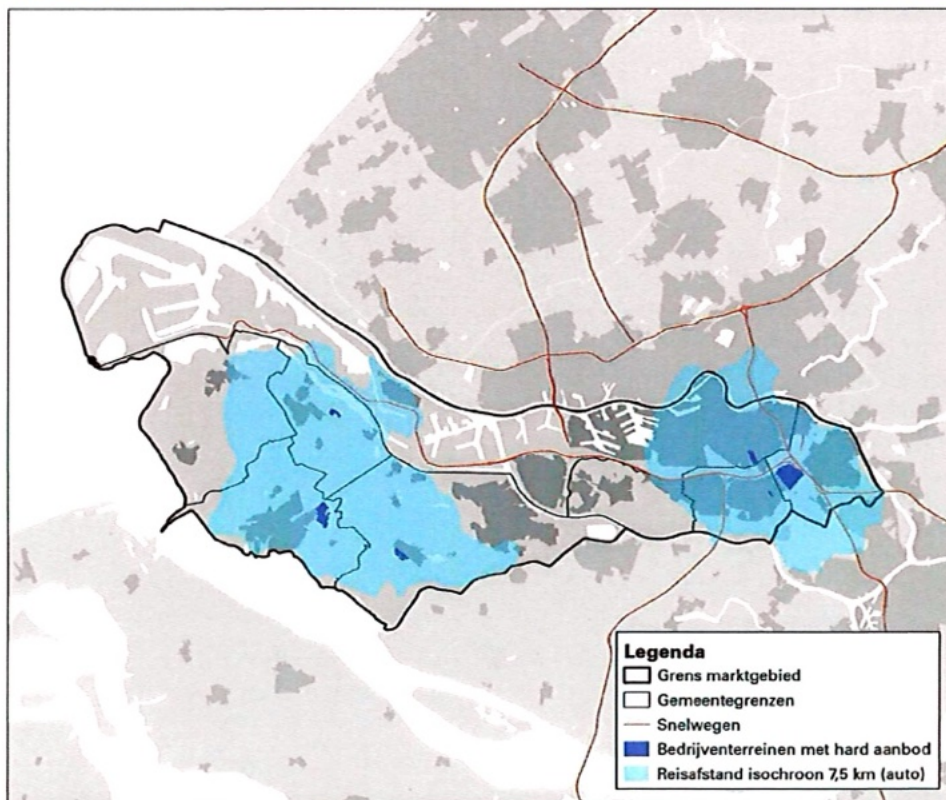 Legenda
Grens marktgebied
Gemeentegrenzen
Snelwegen
Bedrijventerreinen met hard aanbod
Reisafstand isochroon 7,5 km (auto)